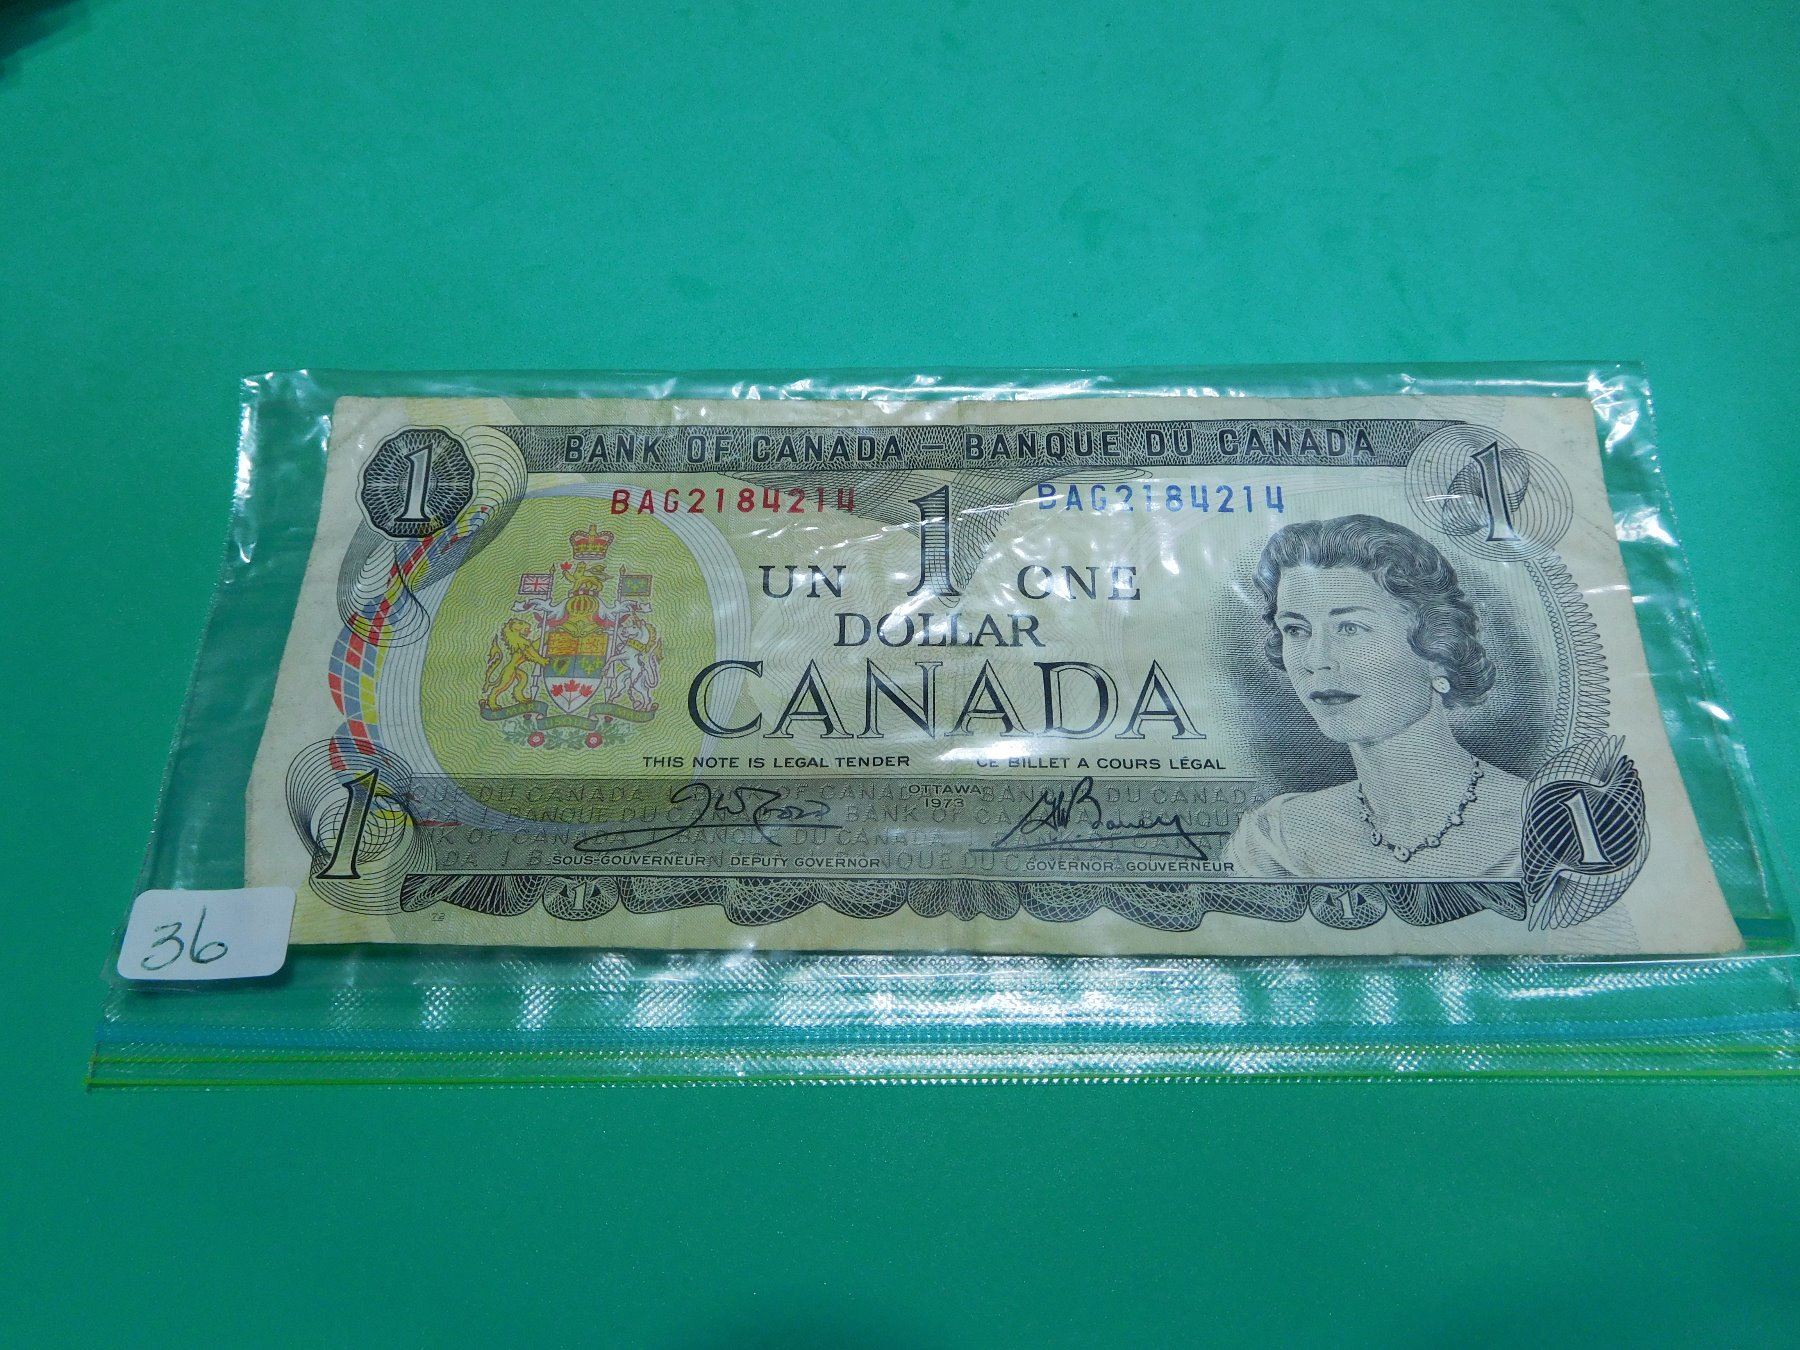 1 BANK OF CANADA – BANQUE DU CANADA 1
BAG2184214 BAG2184214
UN 1 ONE
DOLLAR
CANADA
THIS NOTE IS LEGAL TENDER CE BILLET A COURS LÉGAL
OTTAWA
1973
SOUS-GOUVERNEUR DEPUTY GOVERNOR GOVERNOR-GOUVERNEUR
1 1
1 1
36